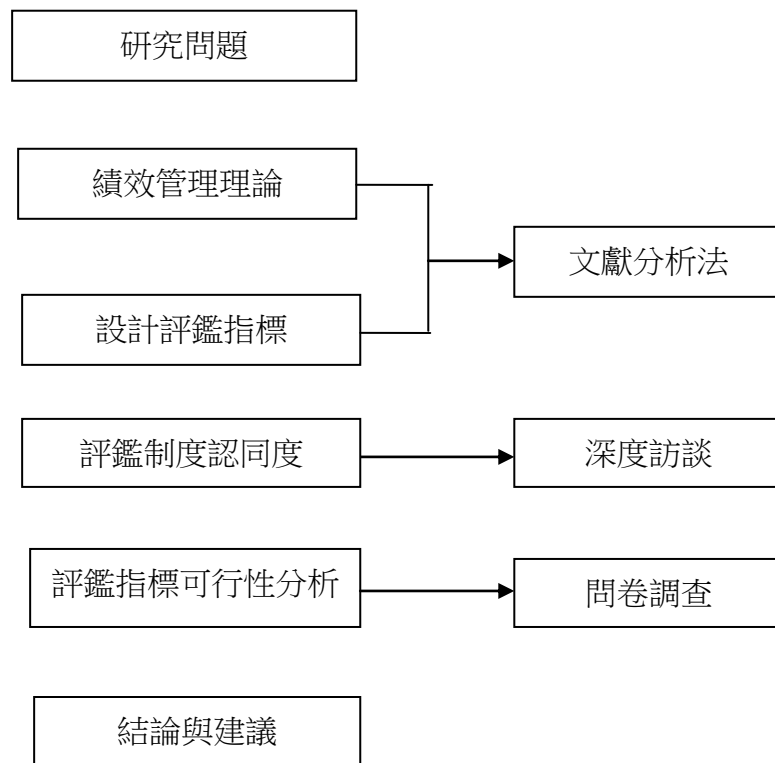 研究問題
績效管理理論
文獻分析法
設計評鑑指標
評鑑制度認同度
深度訪談
評鑑指標可行性分析
問卷調查
結論與建議